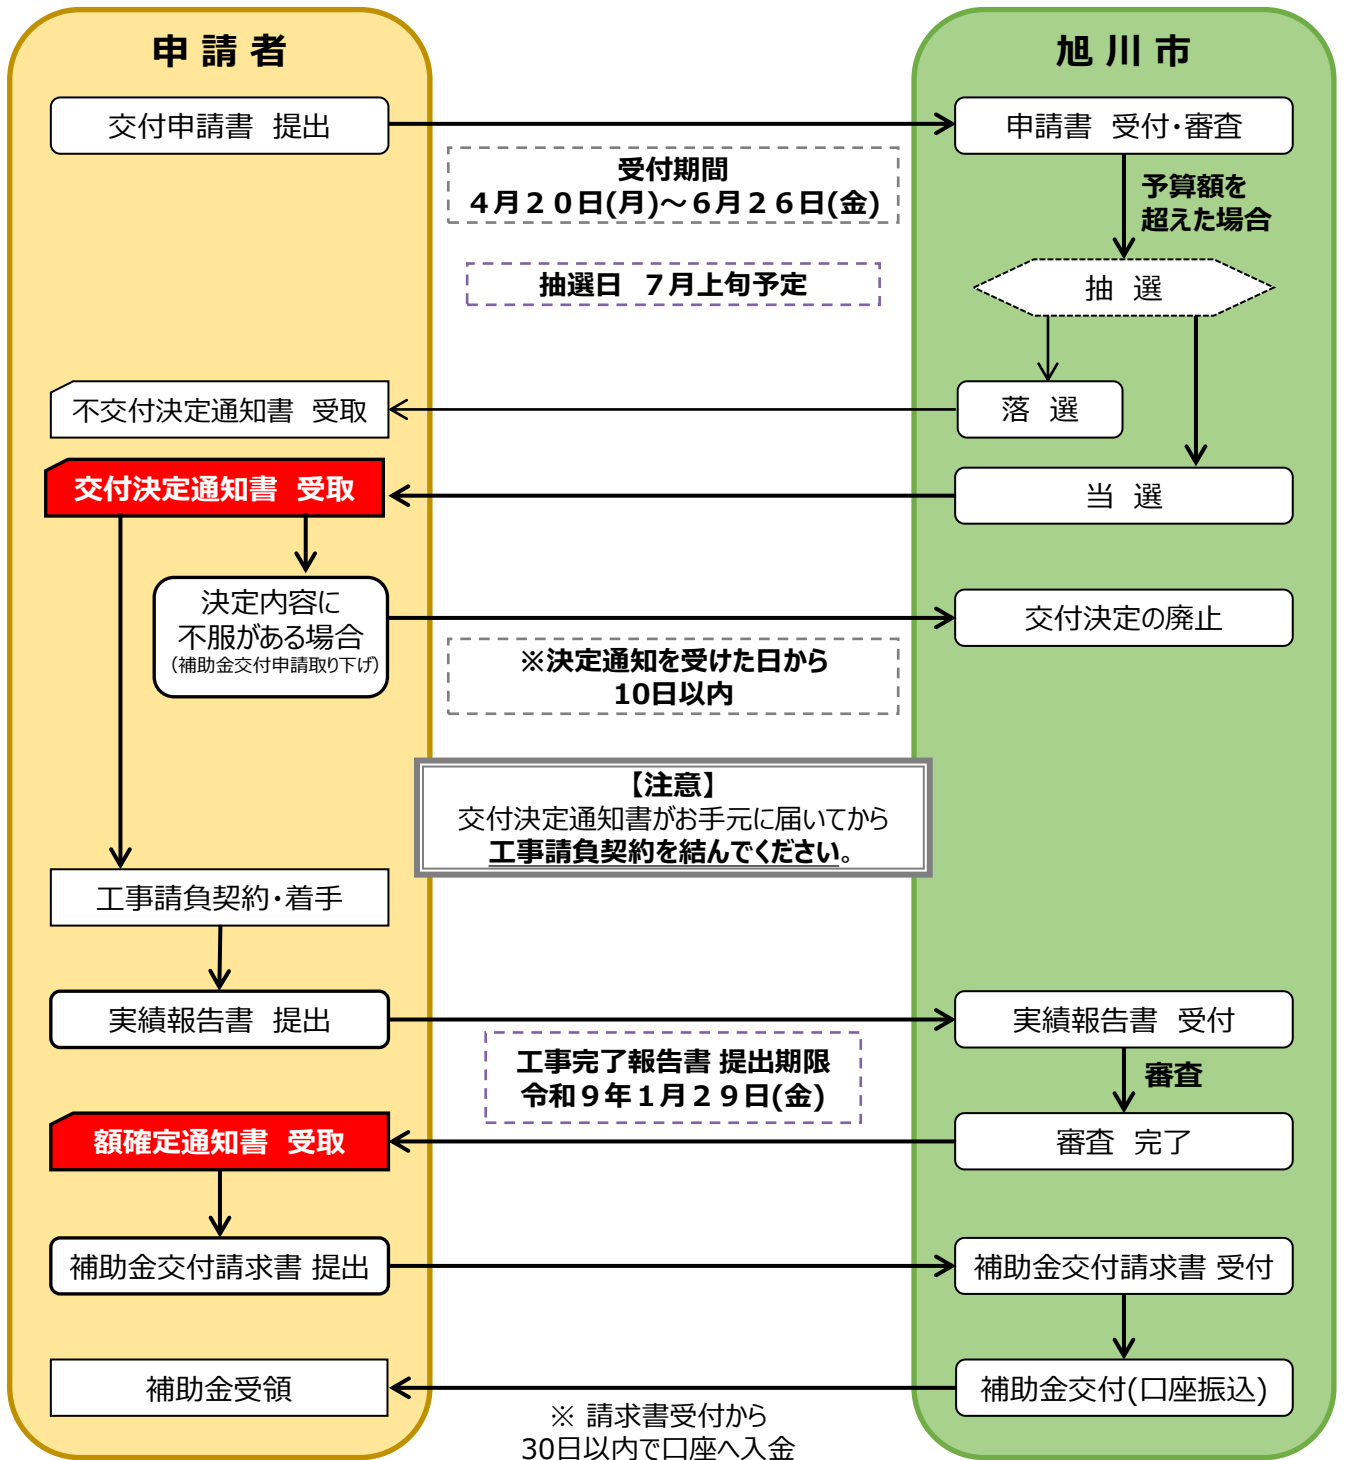 申請者
旭川市
交付申請書 提出
申請書 受付・審査
受付期間
4月20日(月)～6月26日(金)
予算額を
超えた場合
抽選日 7月上旬予定
抽 選
不交付決定通知書 受取
落 選
交付決定通知書 受取
当 選
決定内容に
不服がある場合
(補助金交付申請取り下げ)
交付決定の廃止
※決定通知を受けた日から
10日以内
【注意】
交付決定通知書がお手元に届いてから
工事請負契約を結んでください。
工事請負契約・着手
実績報告書 提出
実績報告書 受付
工事完了報告書 提出期限
令和9年1月29日(金)
審査
額確定通知書 受取
審査 完了
補助金交付請求書 提出
補助金交付請求書 受付
補助金受領
補助金交付(口座振込)
※ 請求書受付から
30日以内で口座へ入金